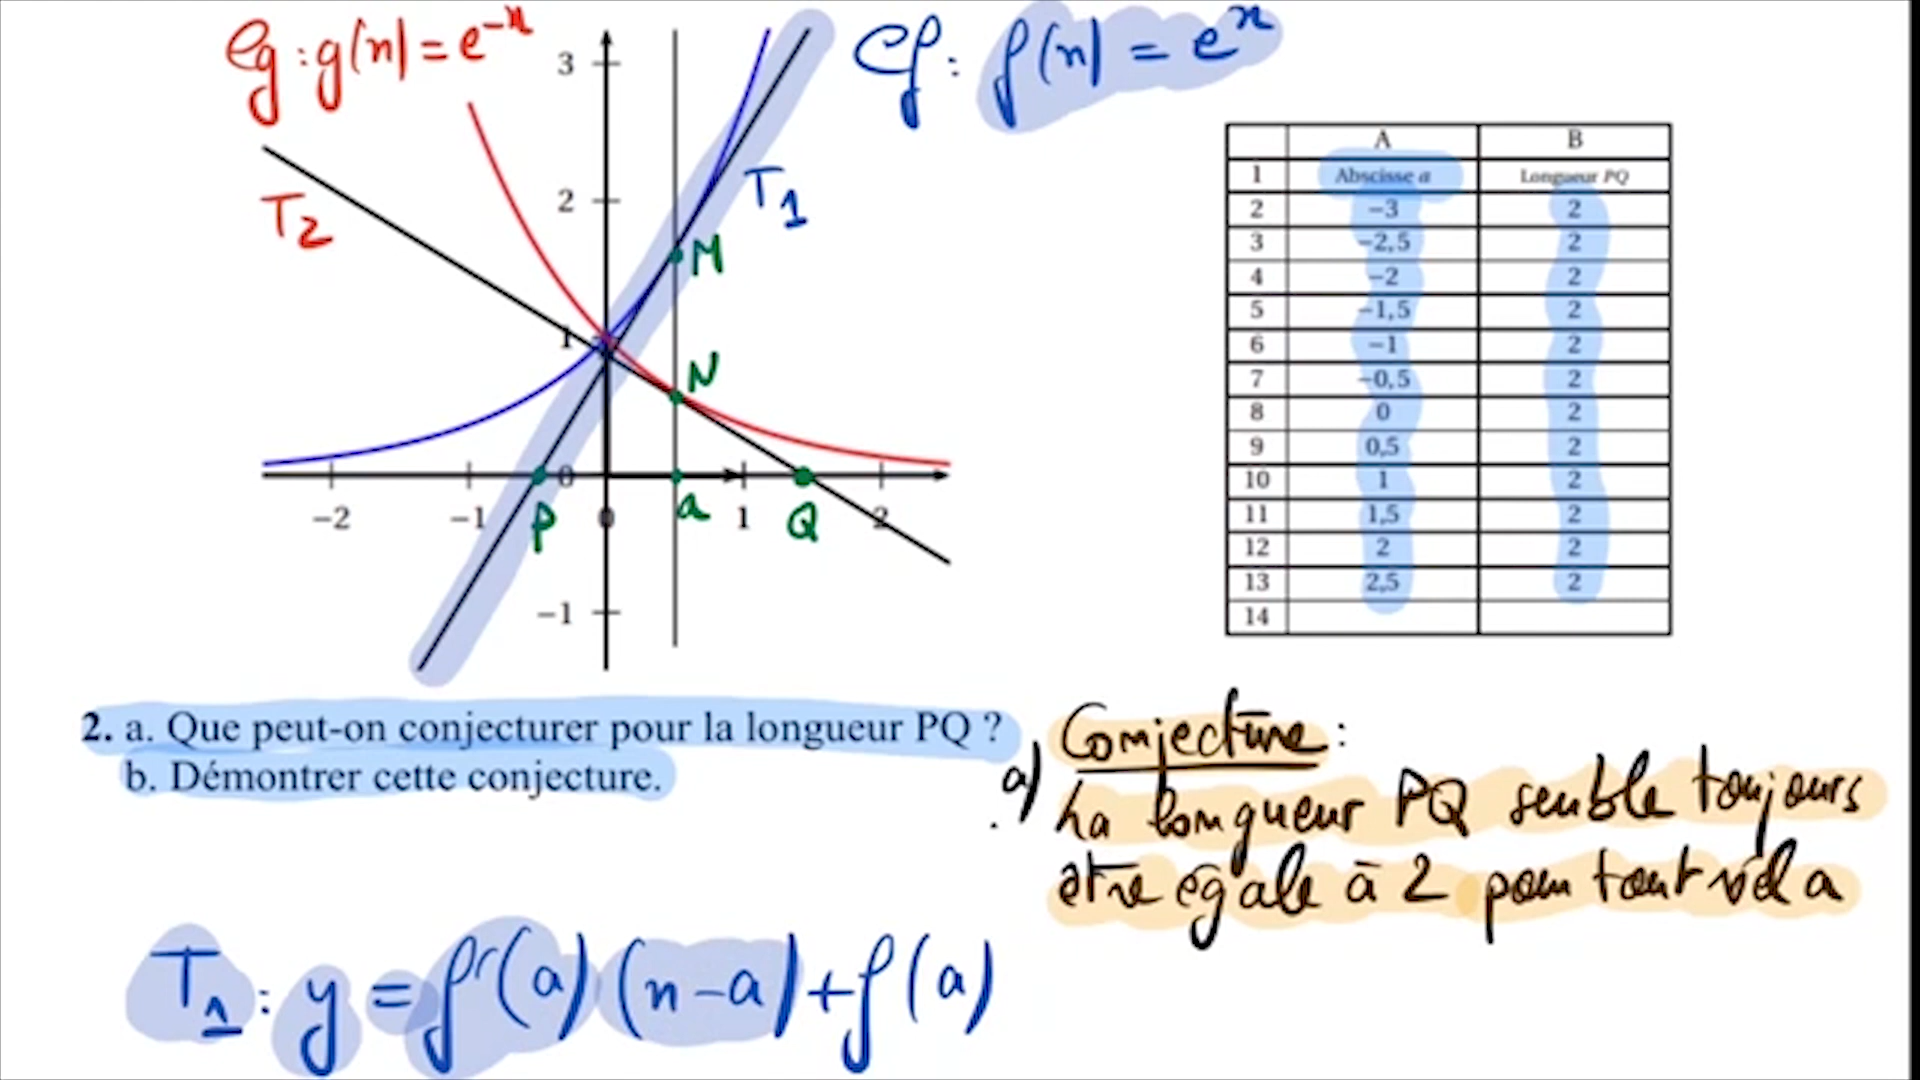 Cg : g(x) = e⁻ˣ
Cf : f(x) = eˣ
3
2
1
0
-1
-2 -1 0 1 2
T2
T1
M
N
P
a
Q
A B
1 Abscisse a Longueur PQ
2 −3 2
3 −2,5 2
4 −2 2
5 −1,5 2
6 −1 2
7 −0,5 2
8 0 2
9 0,5 2
10 1 2
11 1,5 2
12 2 2
13 2,5 2
14
2. a. Que peut-on conjecturer pour la longueur PQ ?
b. Démontrer cette conjecture.
Conjecture :
a) La longueur PQ semble toujours
être égale à 2 pour tout réel a
T1 : y = f'(a) (x-a) + f(a)